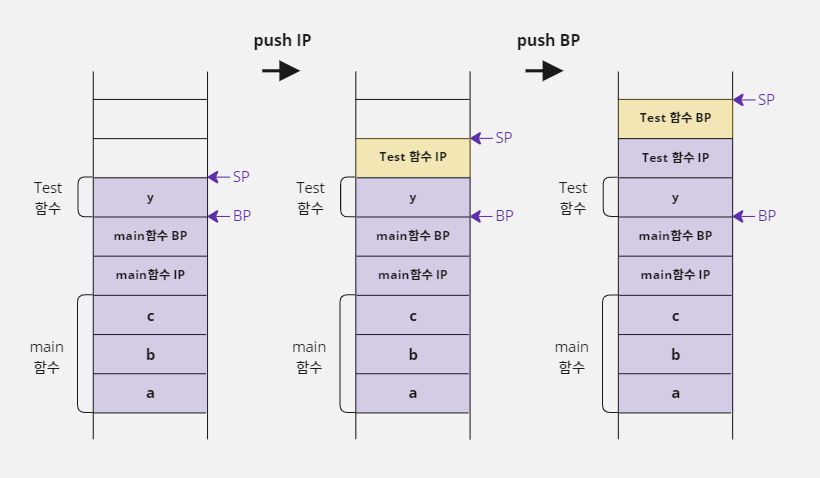 push IP
push BP
SP
Test 함수
y
BP
main함수 BP
main함수 IP
c
main 함수
b
a
SP
Test 함수 IP
Test 함수
y
BP
main함수 BP
main함수 IP
c
main 함수
b
a
SP
Test 함수 BP
Test 함수 IP
Test 함수
y
BP
main함수 BP
main함수 IP
c
main 함수
b
a